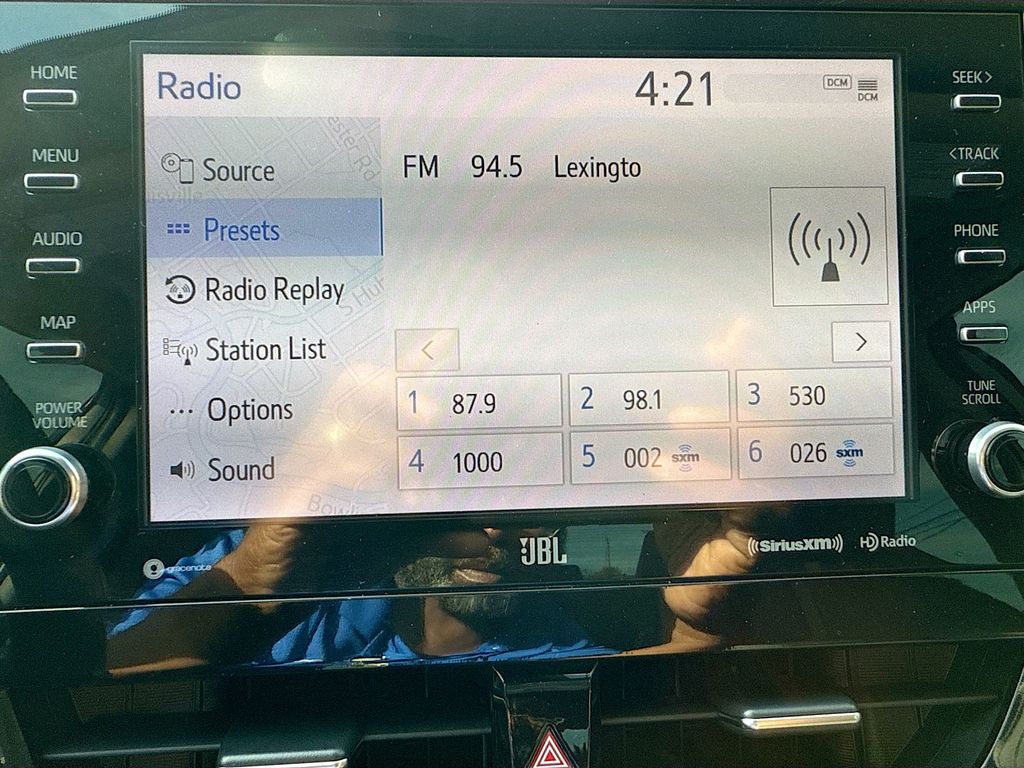 HOME
MENU
AUDIO
MAP
POWER
VOLUME
Radio
4:21
DCM
DCM
Source
Presets
Radio Replay
Station List
... Options
Sound
FM 94.5 Lexingto
<
>
1 87.9
2 98.1
3 530
4 1000
5 002 sxm
6 026 sxm
SEEK >
< TRACK
PHONE
APPS
TUNE
SCROLL
gracenote
JBL
((SiriusXM))
HD Radio